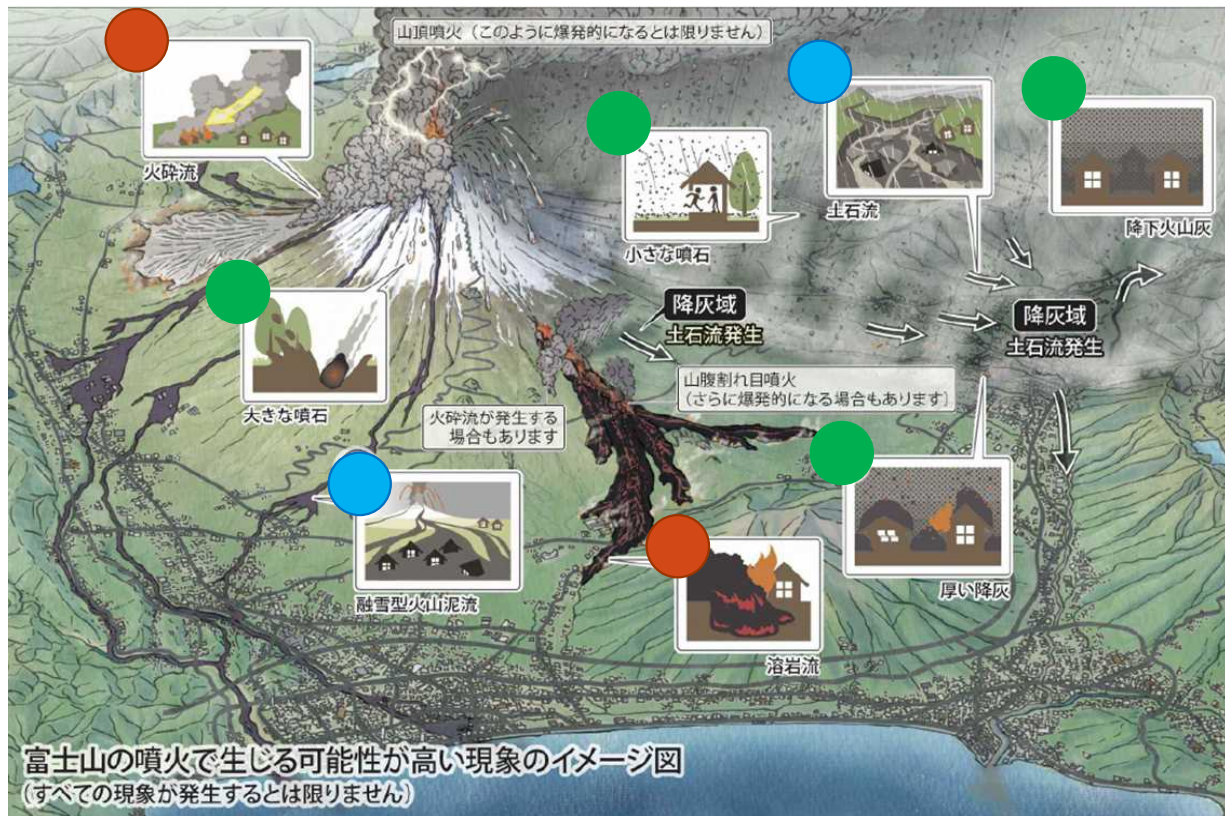 山頂噴火（このように爆発的になるとは限りません）
火砕流
小さな噴石
土石流
降下火山灰
大きな噴石
降灰域
土石流発生
降灰域
土石流発生
山腹割れ目噴火
（さらに爆発的になる場合もあります）
火砕流が発生する
場合もあります
融雪型火山泥流
溶岩流
厚い降灰
富士山の噴火で生じる可能性が高い現象のイメージ図
（すべての現象が発生するとは限りません）